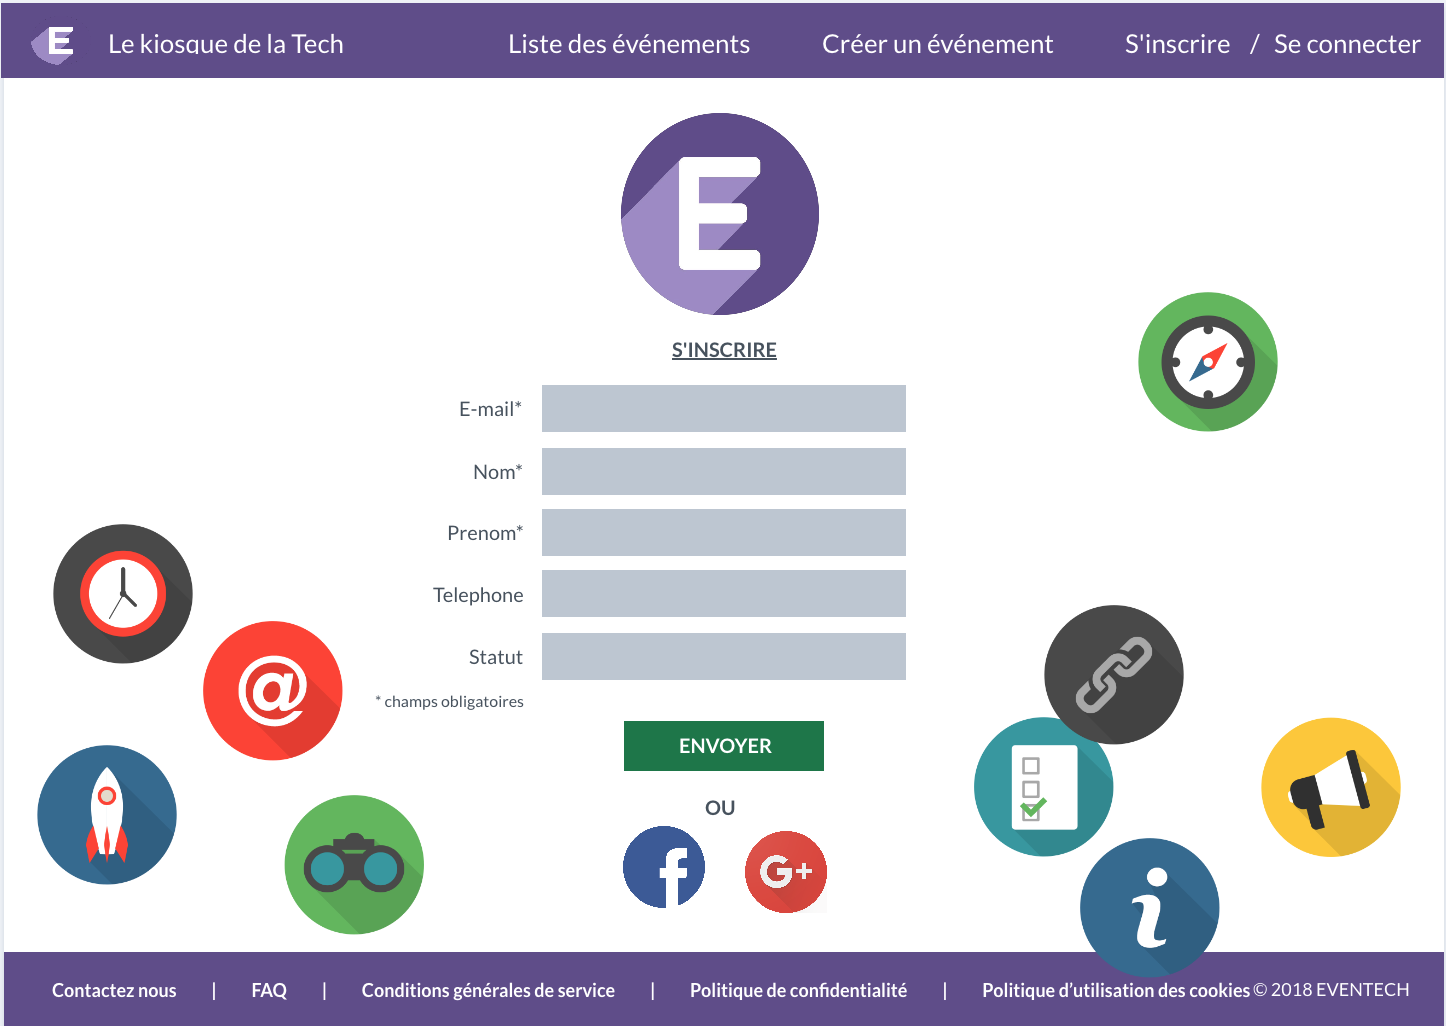 E Le kiosque de la Tech Liste des événements Créer un événement S'inscrire / Se connecter
E
S'INSCRIRE
E-mail*
Nom*
Prenom*
Telephone
Statut
* champs obligatoires
@
ENVOYER
OU
f G+
i
Contactez nous | FAQ | Conditions générales de service | Politique de confidentialité | Politique d’utilisation des cookies © 2018 EVENTECH